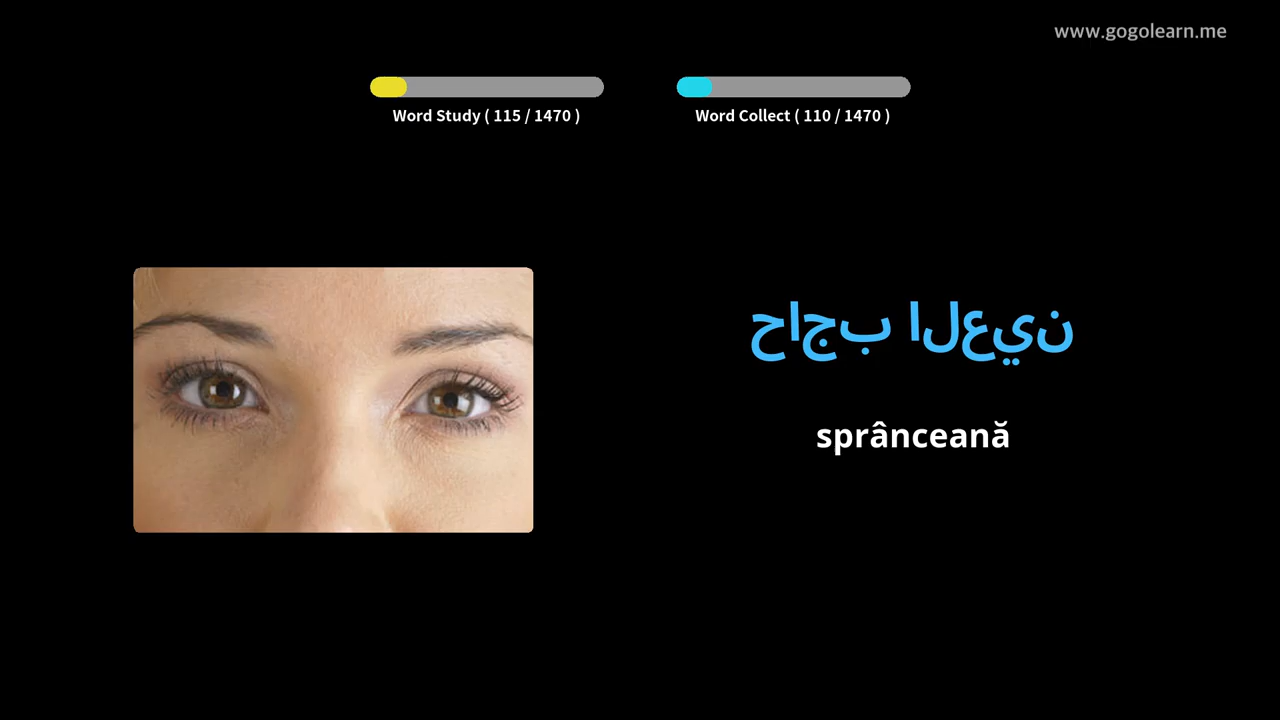 www.gogolearn.me
Word Study ( 115 / 1470 )
Word Collect ( 110 / 1470 )
حاجب العين
sprânceană